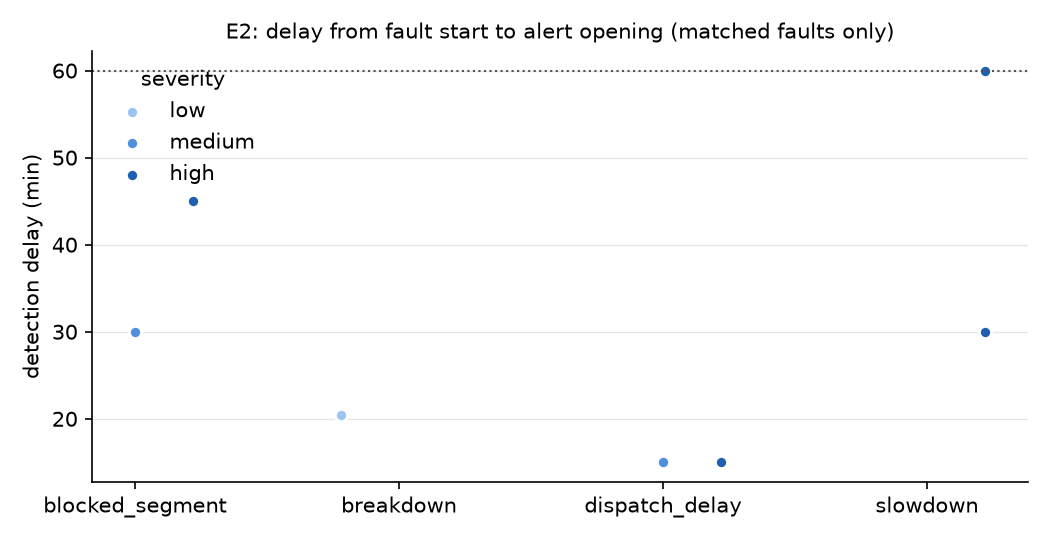 E2: delay from fault start to alert opening (matched faults only)
detection delay (min)
60
50
40
30
20
severity
low
medium
high
blocked_segment
breakdown
dispatch_delay
slowdown